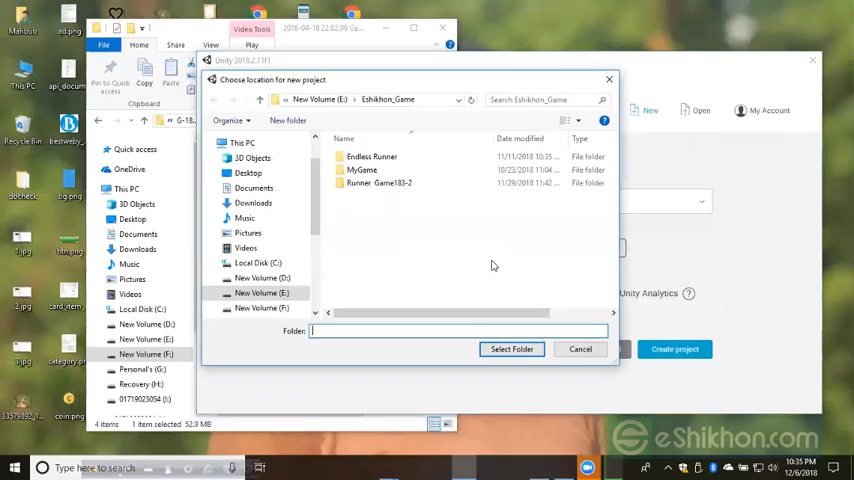 Mahbub
ad.png
Video Tools
2018-04-18 22.02.09 Ga...
File
Home
Share
View
Play
Pin to Quick access
Copy
Paste
Clipboard
This PC
api_docum
Recycle Bin
bestweby...
docheck
bg.png
1.jpg
btn.png
2.jpg
card_item...
3.jpg
category.p
33579892_1...
coin.png
G-18...
Quick access
OneDrive
This PC
3D Objects
Desktop
Documents
Downloads
Music
Pictures
Videos
Local Disk (C:)
New Volume (D:)
New Volume (E:)
New Volume (F:)
Personal's (G:)
Recovery (H:)
01719023054 (I:)
4 items
1 item selected 52.9 MB
Unity 2018.2.11f1
New
Open
My Account
Unity Analytics
?
Create project
Choose location for new project
New Volume (E:)
Eshikhon_Game
Search Eshikhon_Game
Organize
New folder
?
Name
Date modified
Type
Endless Runner
11/11/2018 10:35 ...
File folder
MyGame
10/23/2018 11:04 ...
File folder
Runner Game183-2
11/29/2018 11:42 ...
File folder
This PC
3D Objects
Desktop
Documents
Downloads
Music
Pictures
Videos
Local Disk (C:)
New Volume (D:)
New Volume (E:)
New Volume (F:)
Folder:
Select Folder
Cancel
eShikhon.com
Type here to search
10:35 PM
12/6/2018